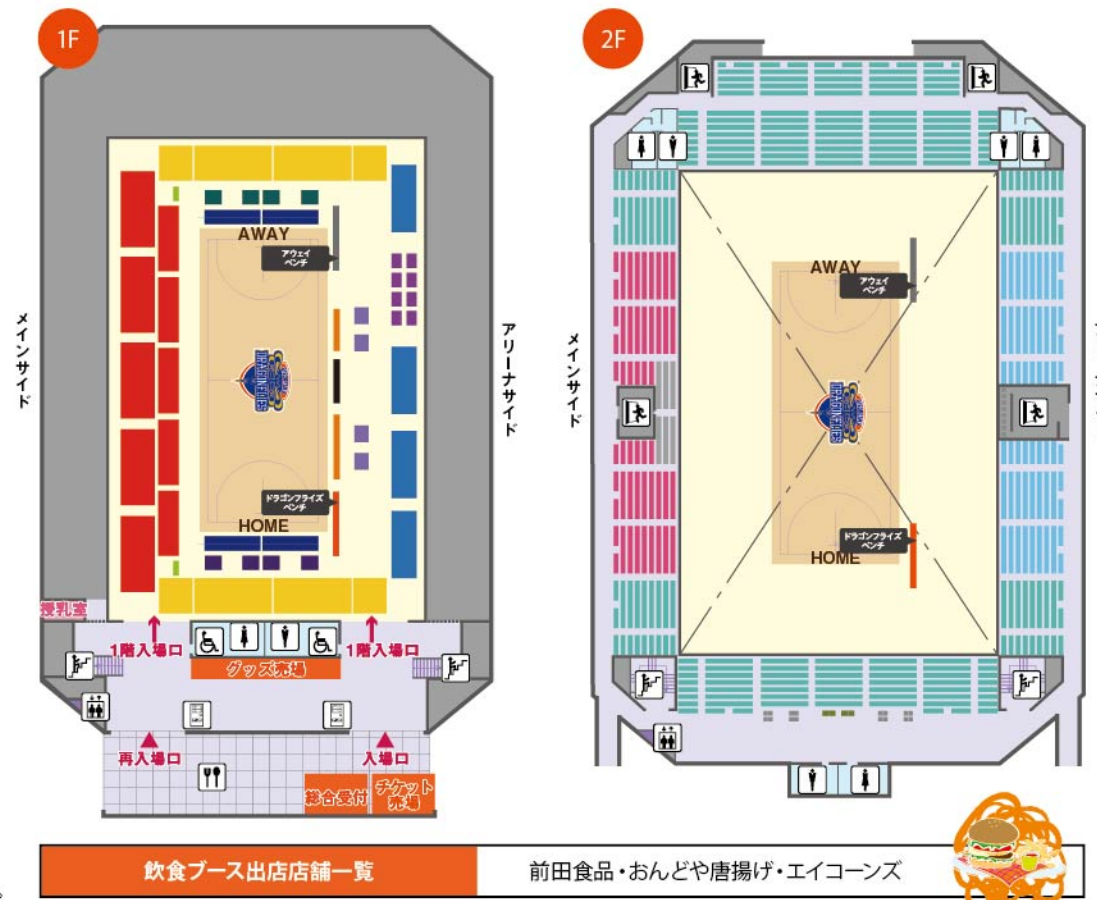 1F
AWAY
アウェイ
ベンチ
メインサイド
アリーナサイド
ドラゴンフライズ
ベンチ
HOME
授乳室
1階入場口
1階入場口
グッズ売場
再入場口
入場口
総合受付
チケット
売場
2F
AWAY
アウェイ
ベンチ
メインサイド
ドラゴンフライズ
ベンチ
HOME
飲食ブース出店店舗一覧
前田食品・おんどや唐揚げ・エイコーンズ